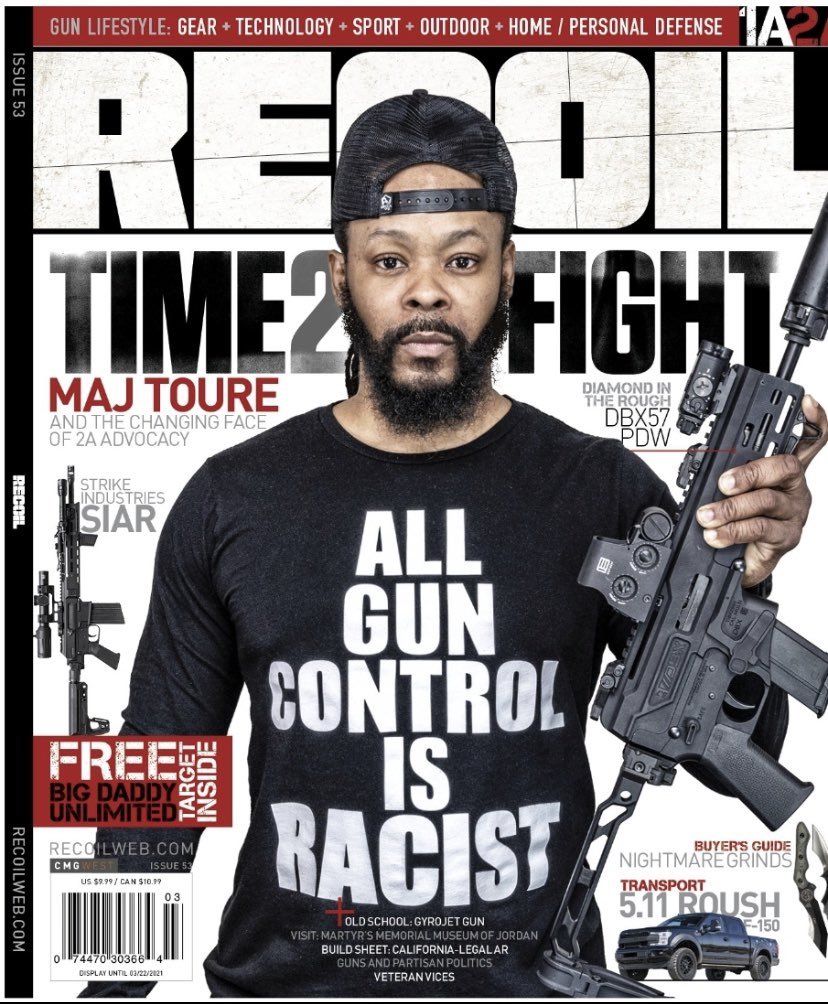 GUN LIFESTYLE: GEAR + TECHNOLOGY + SPORT + OUTDOOR + HOME / PERSONAL DEFENSE
1A2
ISSUE 53
RECOIL
TIME2FIGHT
MAJ TOURE
AND THE CHANGING FACE
OF 2A ADVOCACY
DIAMOND IN
THE ROUGH
DBX57
PDW
STRIKE
INDUSTRIES
SIAR
RECOIL
ALL
GUN
CONTROL
IS
RACIST
FREE
BIG DADDY
UNLIMITED
TARGET
INSIDE
RECOILWEB.COM
CMGWEST
ISSUE 53
US $9.99 / CAN $10.99
03
0 74470 30366 4
DISPLAY UNTIL 03/22/2021
RECOILWEB.COM
+OLD SCHOOL: GYROJET GUN
VISIT: MARTYR'S MEMORIAL MUSEUM OF JORDAN
BUILD SHEET: CALIFORNIA-LEGAL AR
GUNS AND PARTISAN POLITICS
VETERAN VICES
BUYER'S GUIDE
NIGHTMARE GRINDS
TRANSPORT
5.11 ROUSH
F-150